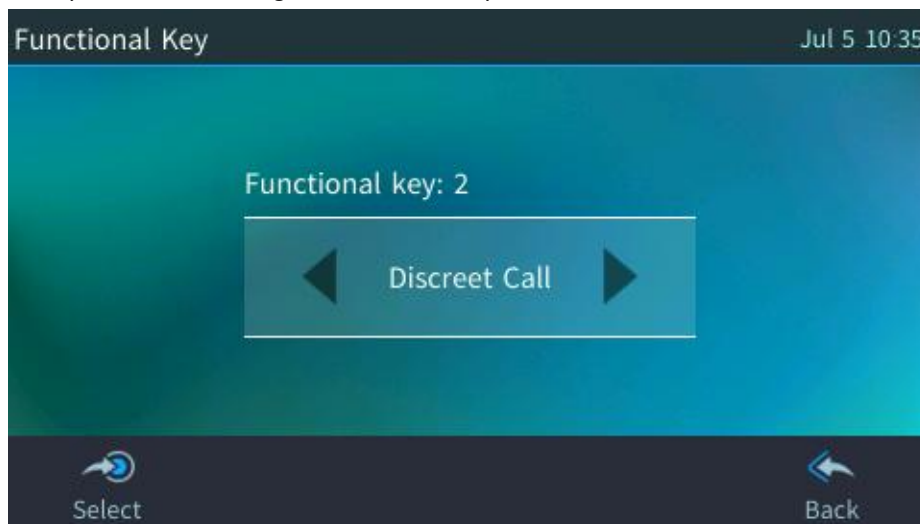 Functional Key
Jul 5 10:35
Functional key: 2
Discreet Call
Select
Back